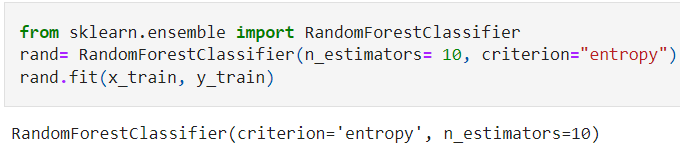 from sklearn.ensemble import RandomForestClassifier
rand= RandomForestClassifier(n_estimators= 10, criterion="entropy")
rand.fit(x_train, y_train)
RandomForestClassifier(criterion='entropy', n_estimators=10)